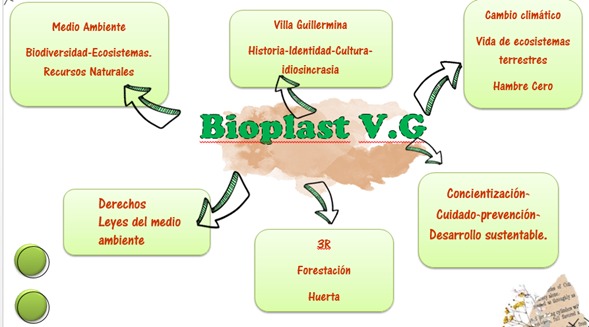 Medio Ambiente
Biodiversidad-Ecosistemas.
Recursos Naturales
Villa Guillermina
Historia-Identidad-Cultura-
idiosincrasia
Cambio climático
Vida de ecosistemas
terrestres
Hambre Cero
Bioplast V.G
Derechos
Leyes del medio
ambiente
3R
Forestación
Huerta
Concientización-
Cuidado-prevención-
Desarrollo sustentable.